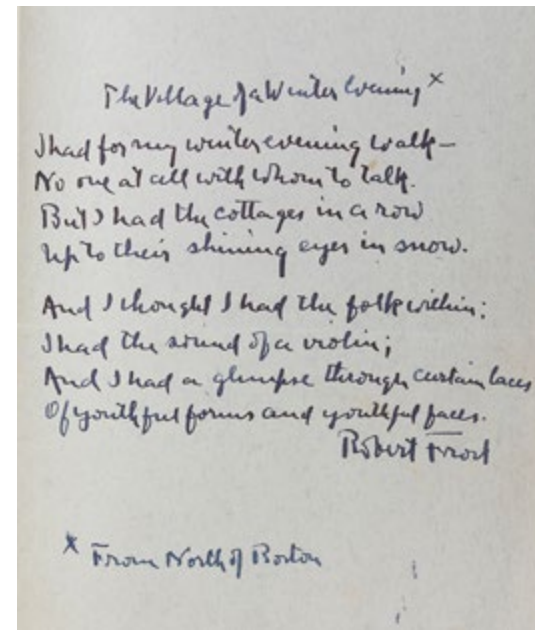 The Village of a Winter Evening x
I had for my winter evening walk—
No one at all with whom to talk.
But I had the cottages in a row
Up to their shining eyes in snow.
And I thought I had the folk within;
I had the sound of a violin;
And I had a glimpse through curtain laces
Of youthful forms and youthful faces.
Robert Frost
x From North of Boston